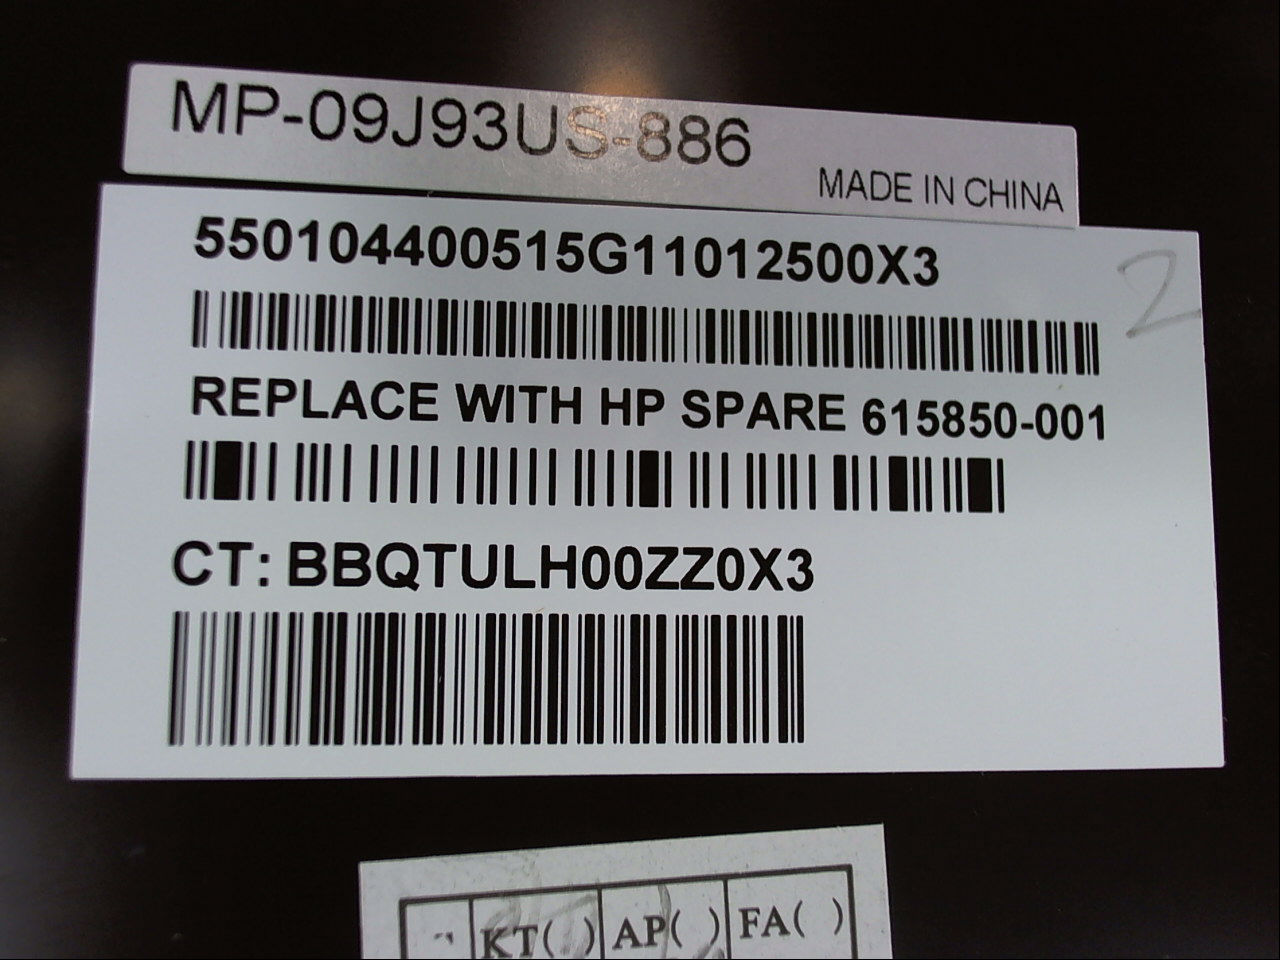 MP-09J93US-886
MADE IN CHINA
550104400515G11012500X3
2
REPLACE WITH HP SPARE 615850-001
CT: BBQTULH00ZZ0X3
KT( ) AP( ) FA( )